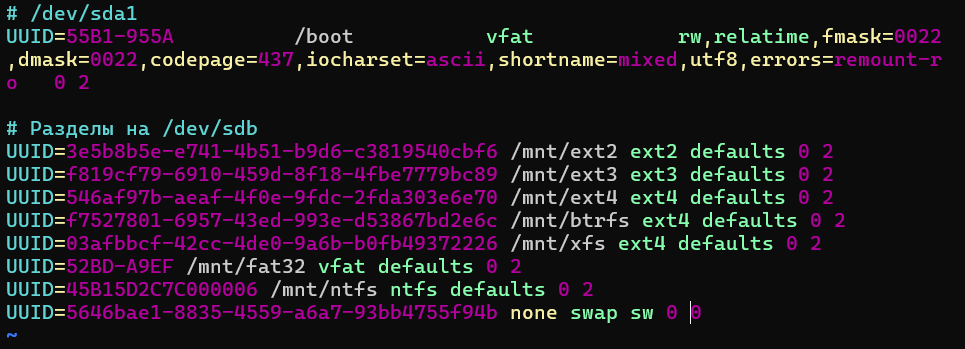 # /dev/sda1
UUID=55B1-955A          /boot           vfat            rw,relatime,fmask=0022
,dmask=0022,codepage=437,iocharset=ascii,shortname=mixed,utf8,errors=remount-r
o   0 2

# Разделы на /dev/sdb
UUID=3e5b8b5e-e741-4b51-b9d6-c3819540cbf6 /mnt/ext2 ext2 defaults 0 2
UUID=f819cf79-6910-459d-8f18-4fbe7779bc89 /mnt/ext3 ext3 defaults 0 2
UUID=546af97b-aeaf-4f0e-9fdc-2fda303e6e70 /mnt/ext4 ext4 defaults 0 2
UUID=f7527801-6957-43ed-993e-d53867bd2e6c /mnt/btrfs ext4 defaults 0 2
UUID=03afbbcf-42cc-4de0-9a6b-b0fb49372226 /mnt/xfs ext4 defaults 0 2
UUID=52BD-A9EF /mnt/fat32 vfat defaults 0 2
UUID=45B15D2C7C000006 /mnt/ntfs ntfs defaults 0 2
UUID=5646bae1-8835-4559-a6a7-93bb4755f94b none swap sw 0 0
~